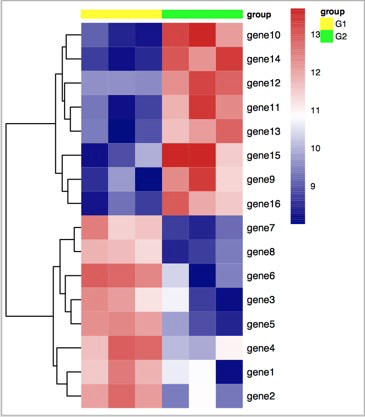 group
gene10
gene14
gene12
gene11
gene13
gene15
gene9
gene16
gene7
gene8
gene6
gene3
gene5
gene4
gene1
gene2
13
12
11
10
9
group
G1
G2